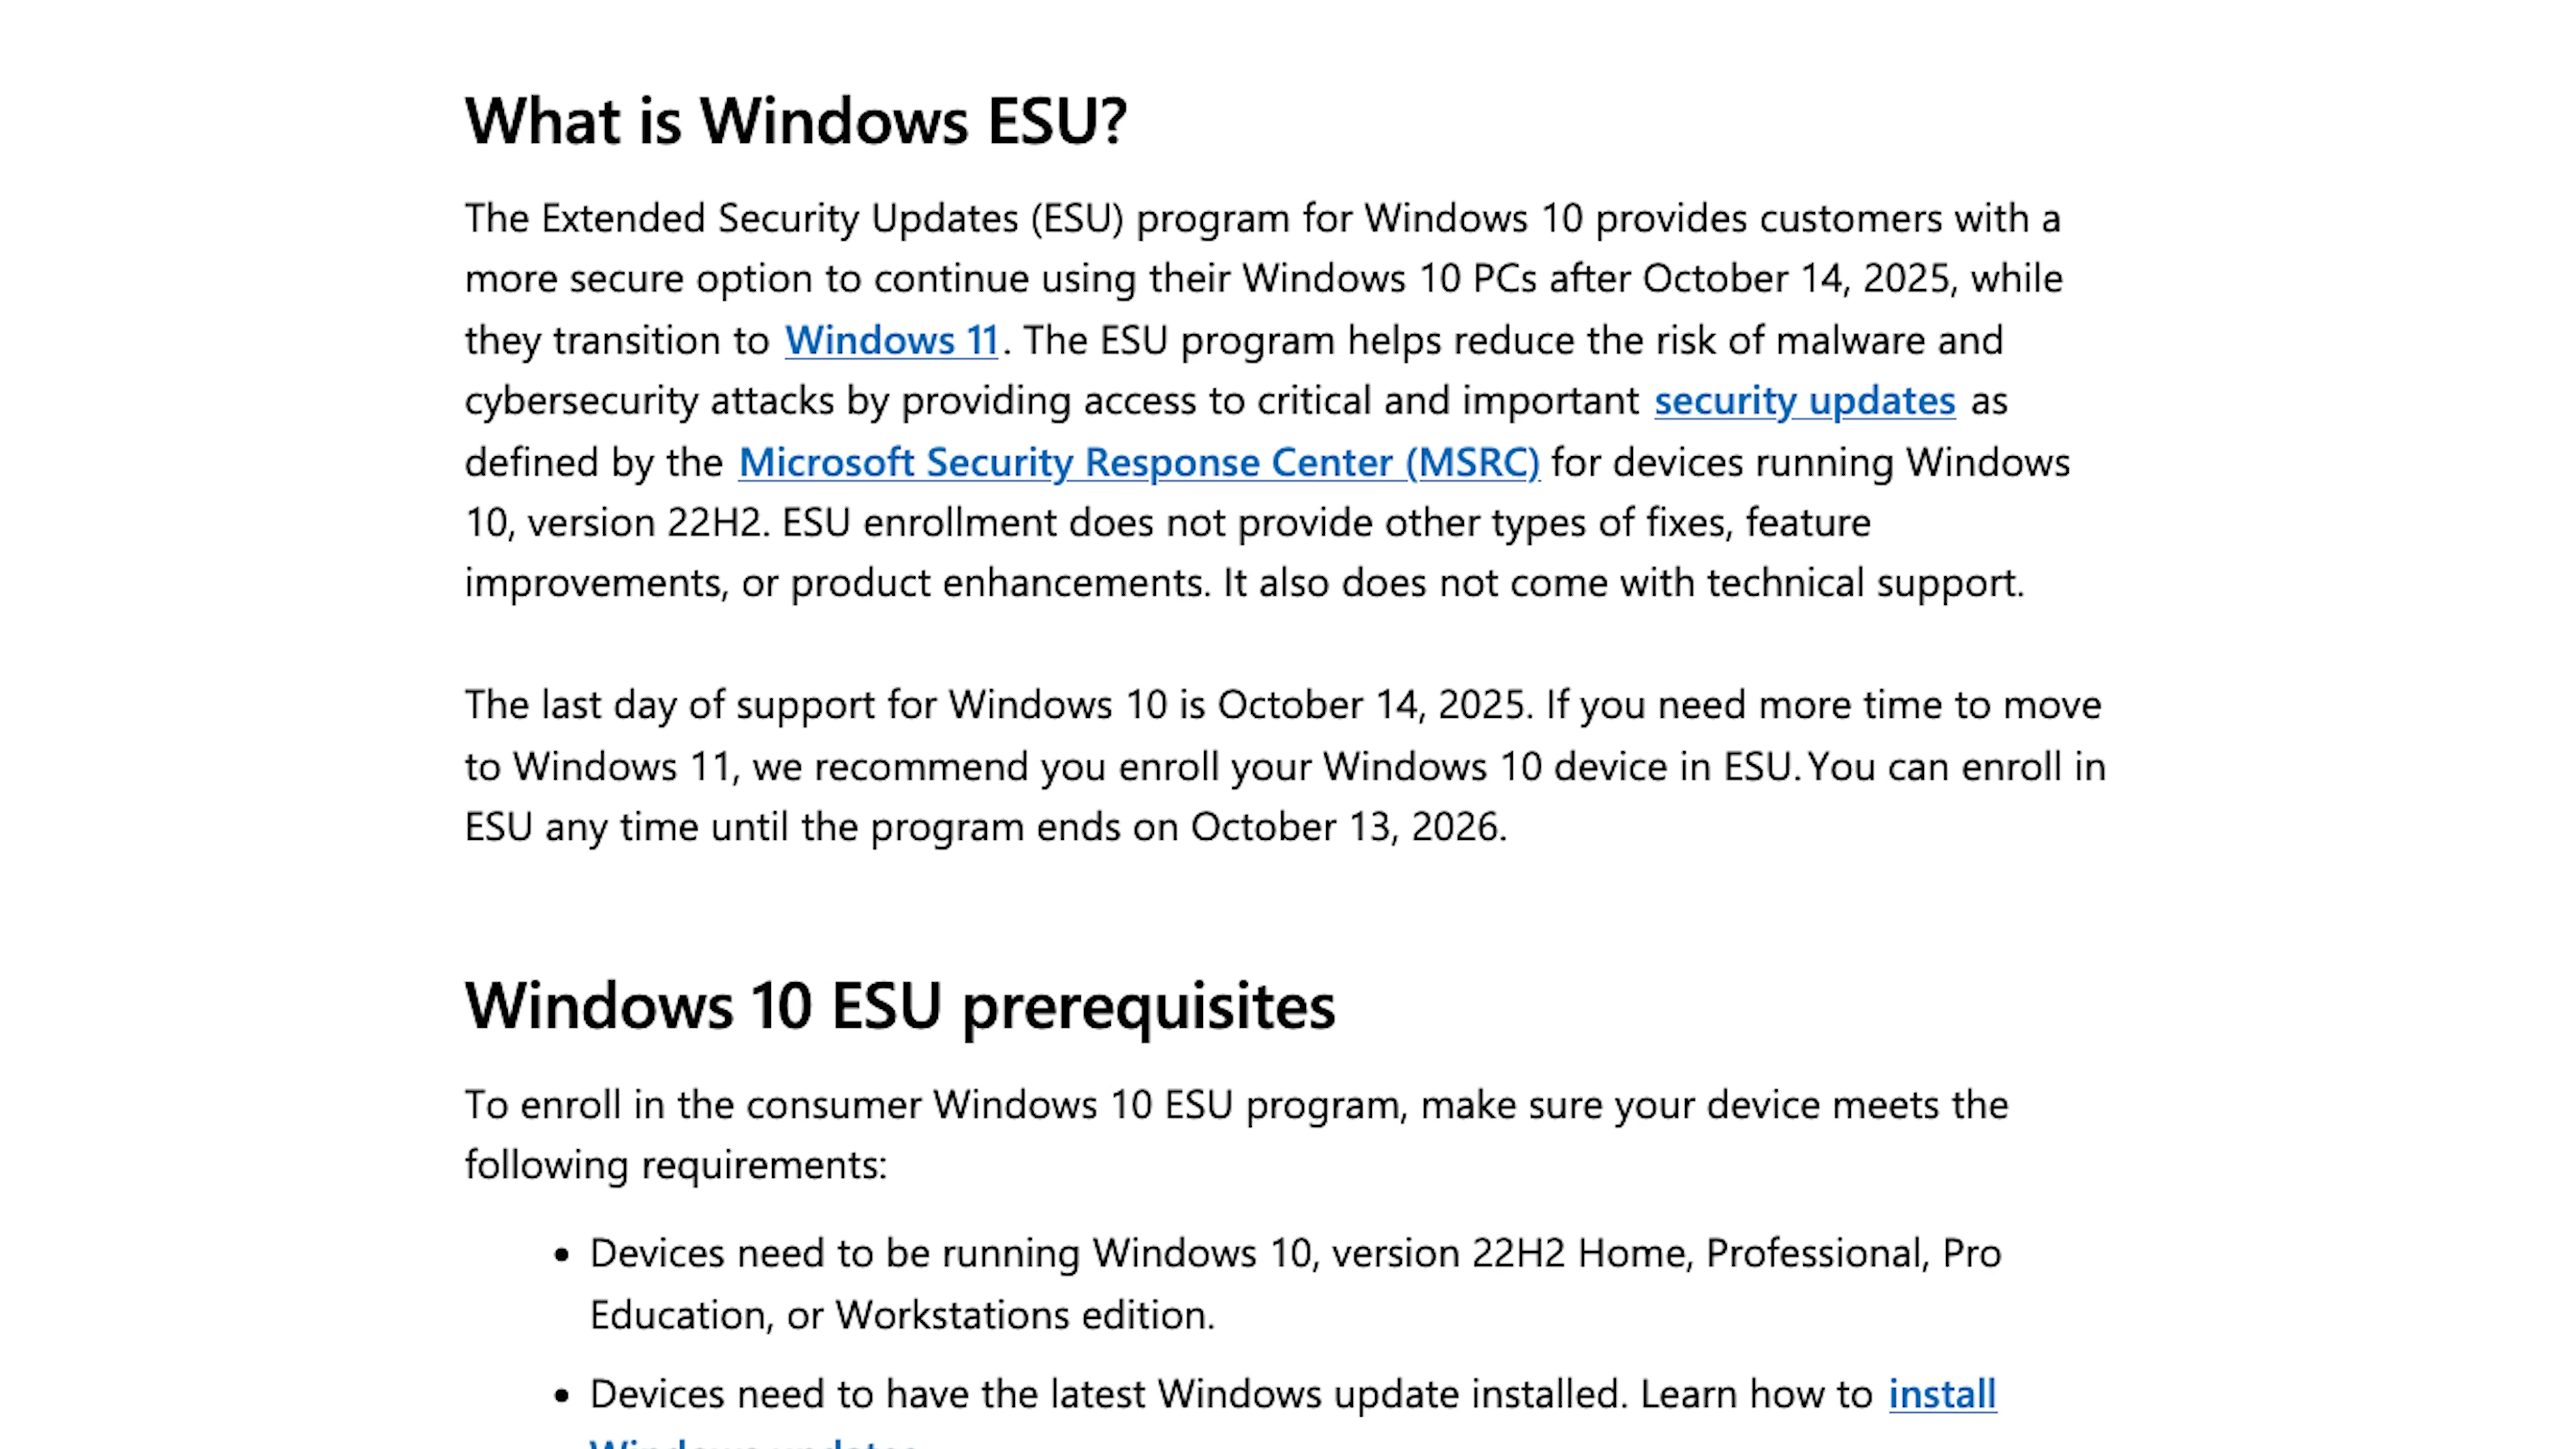 What is Windows ESU?
The Extended Security Updates (ESU) program for Windows 10 provides customers with a
more secure option to continue using their Windows 10 PCs after October 14, 2025, while
they transition to Windows 11. The ESU program helps reduce the risk of malware and
cybersecurity attacks by providing access to critical and important security updates as
defined by the Microsoft Security Response Center (MSRC) for devices running Windows
10, version 22H2. ESU enrollment does not provide other types of fixes, feature
improvements, or product enhancements. It also does not come with technical support.
The last day of support for Windows 10 is October 14, 2025. If you need more time to move
to Windows 11, we recommend you enroll your Windows 10 device in ESU. You can enroll in
ESU any time until the program ends on October 13, 2026.
Windows 10 ESU prerequisites
To enroll in the consumer Windows 10 ESU program, make sure your device meets the
following requirements:
• Devices need to be running Windows 10, version 22H2 Home, Professional, Pro
Education, or Workstations edition.
• Devices need to have the latest Windows update installed. Learn how to install
Windows updates